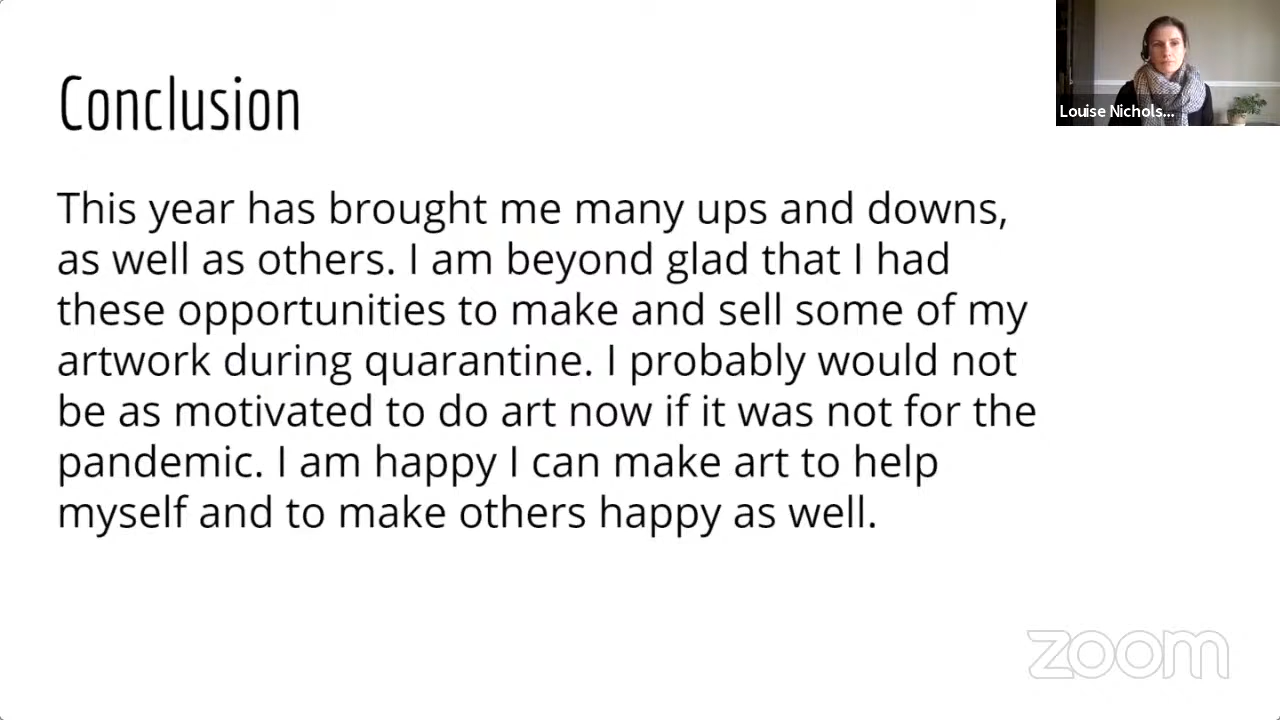 Conclusion
Louise Nichols...
This year has brought me many ups and downs,
as well as others. I am beyond glad that I had
these opportunities to make and sell some of my
artwork during quarantine. I probably would not
be as motivated to do art now if it was not for the
pandemic. I am happy I can make art to help
myself and to make others happy as well.
zoom